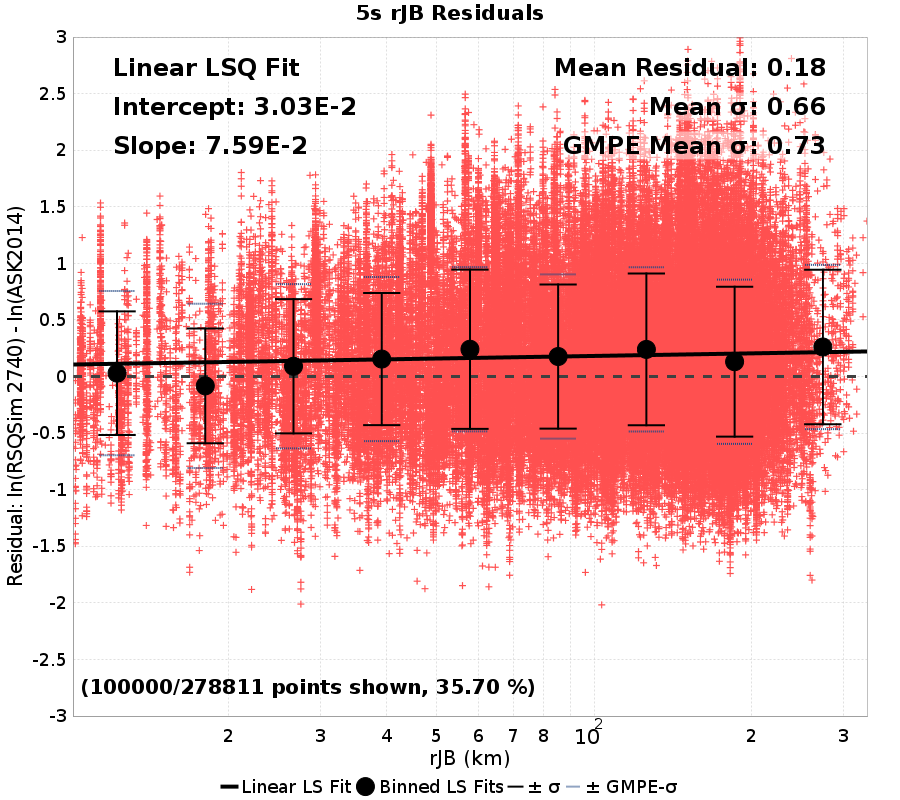 5s rJB Residuals
Linear LSQ Fit
Intercept: 3.03E-2
Slope: 7.59E-2
Mean Residual: 0.18
Mean σ: 0.66
GMPE Mean σ: 0.73
Residual: ln(RSQSim 2740) - ln(ASK2014)
3
2.5
2
1.5
1
0.5
0
-0.5
-1
-1.5
-2
-2.5
-3
(100000/278811 points shown, 35.70 %)
2 3 4 5 6 7 8 10² 2 3
rJB (km)
Linear LS Fit Binned LS Fits ± σ ± GMPE-σ